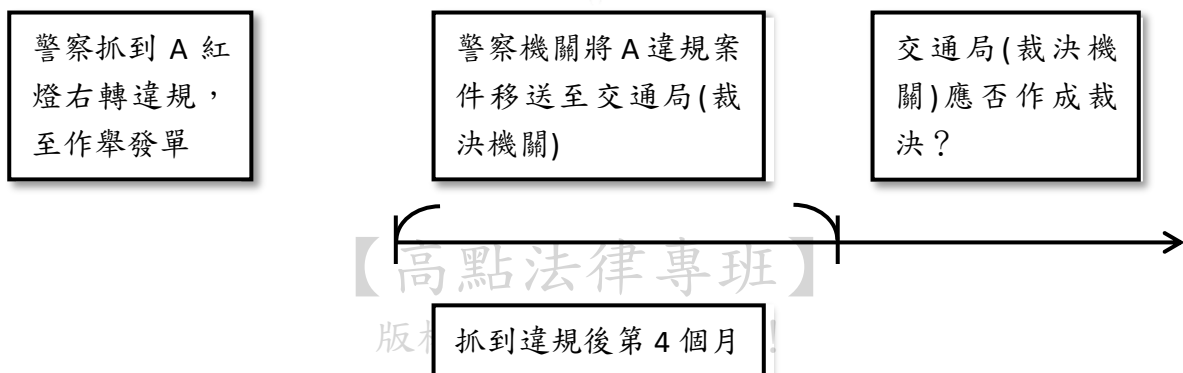 警察抓到 A 紅
燈右轉違規，
至作舉發單
警察機關將 A 違規案
件移送至交通局(裁
決機關)
交通局(裁決機
關)應否作成裁
決？
【高點法律專班】
版
抓到違規後第 4 個月